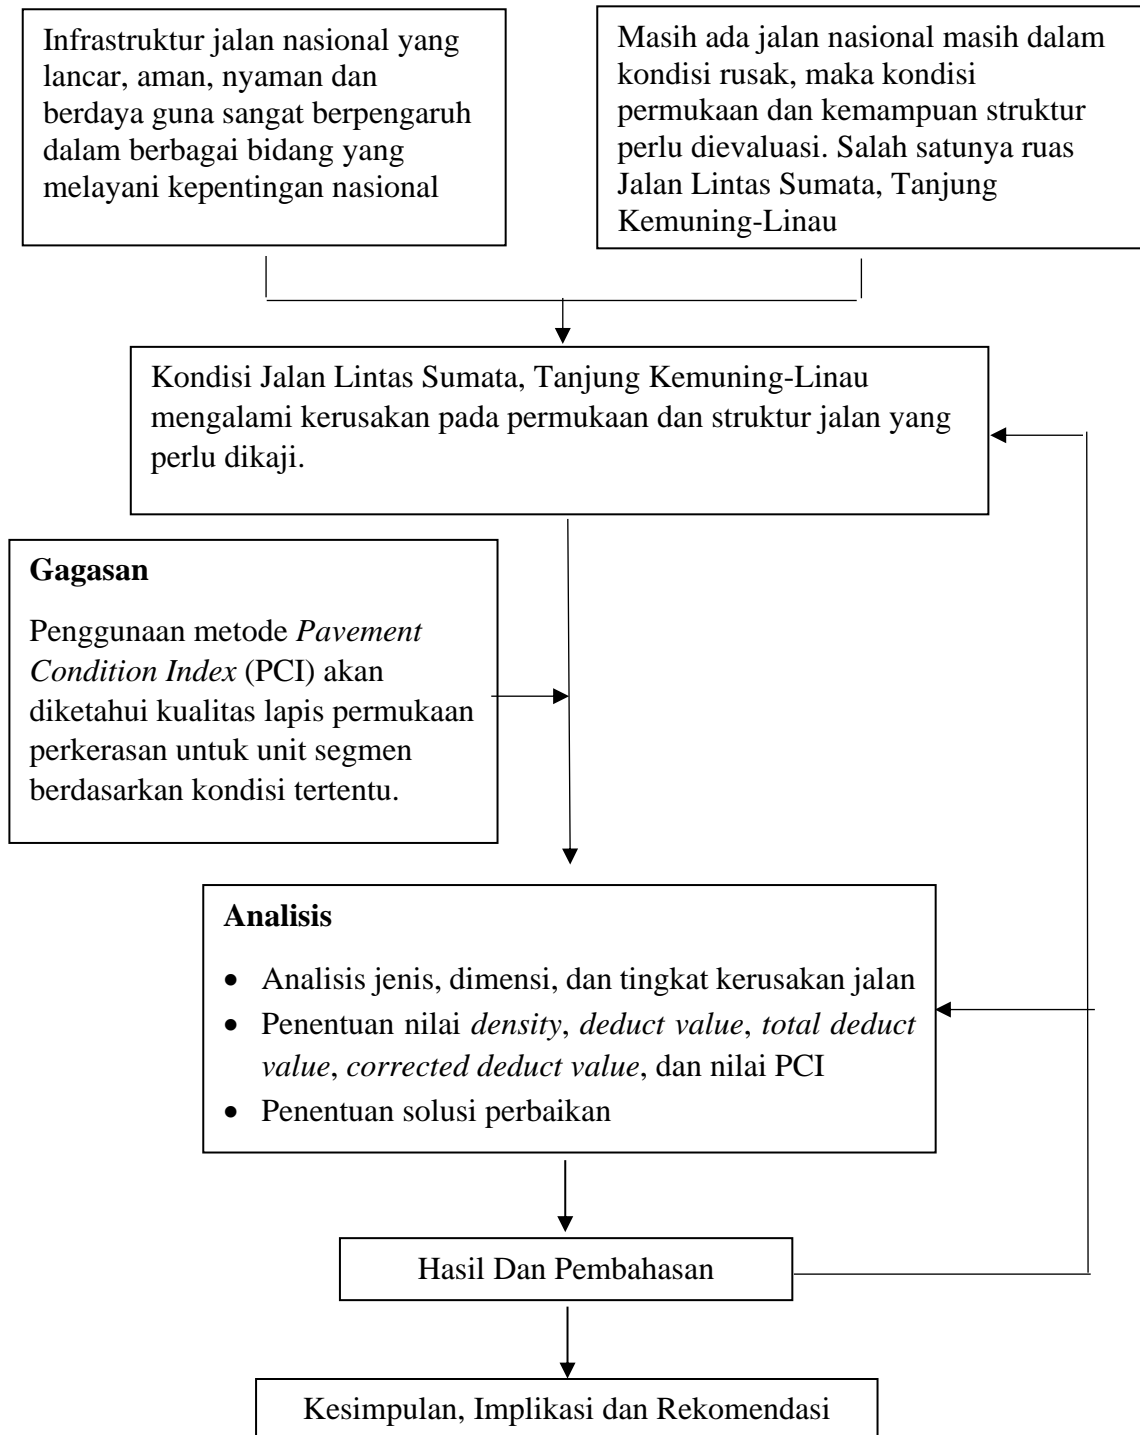 Infrastruktur jalan nasional yang
lancar, aman, nyaman dan
berdaya guna sangat berpengaruh
dalam berbagai bidang yang
melayani kepentingan nasional
Masih ada jalan nasional masih dalam
kondisi rusak, maka kondisi
permukaan dan kemampuan struktur
perlu dievaluasi. Salah satunya ruas
Jalan Lintas Sumata, Tanjung
Kemuning-Linau
Kondisi Jalan Lintas Sumata, Tanjung Kemuning-Linau
mengalami kerusakan pada permukaan dan struktur jalan yang
perlu dikaji.
Gagasan
Penggunaan metode Pavement
Condition Index (PCI) akan
diketahui kualitas lapis permukaan
perkerasan untuk unit segmen
berdasarkan kondisi tertentu.
Analisis
• Analisis jenis, dimensi, dan tingkat kerusakan jalan
• Penentuan nilai density, deduct value, total deduct
value, corrected deduct value, dan nilai PCI
• Penentuan solusi perbaikan
Hasil Dan Pembahasan
Kesimpulan, Implikasi dan Rekomendasi